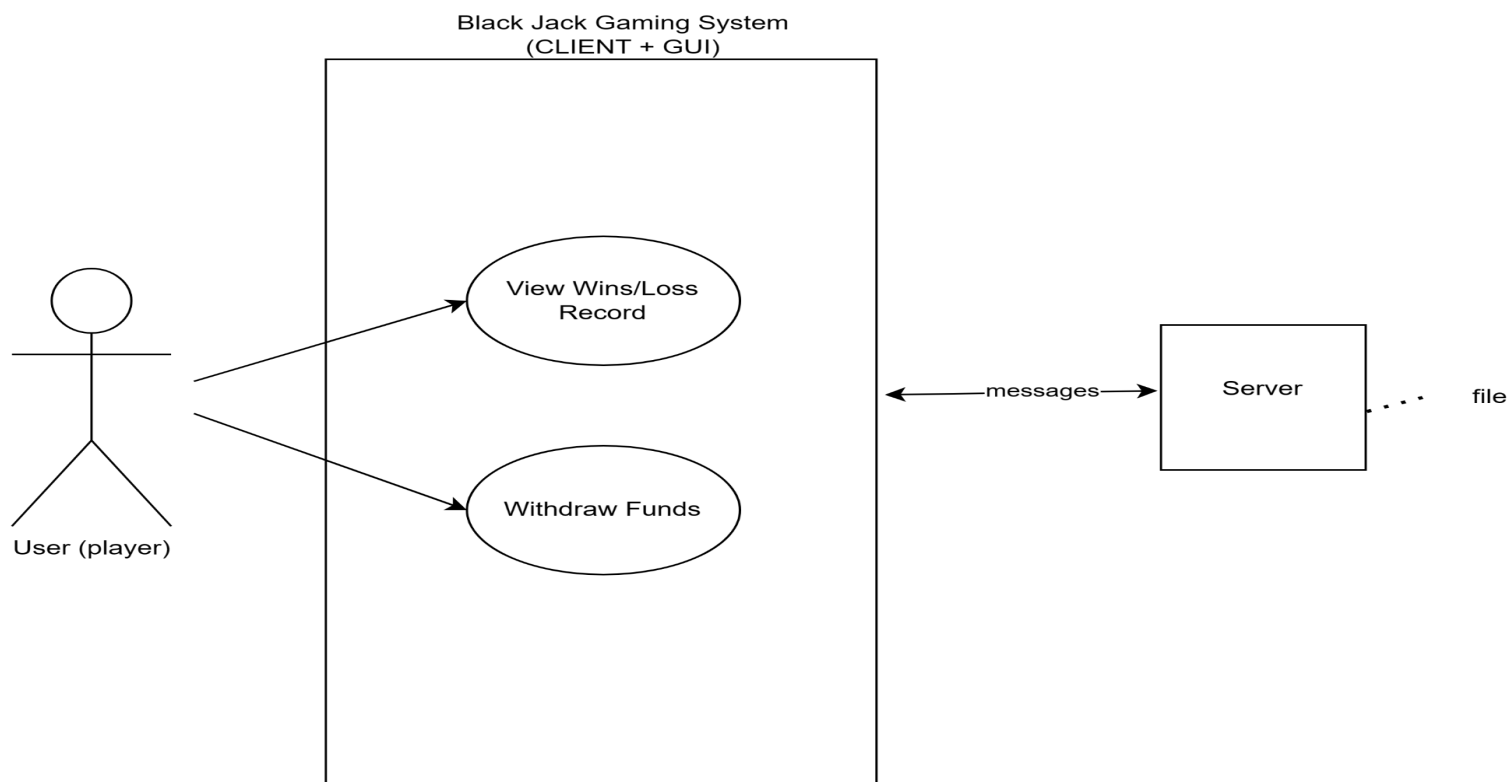 Black Jack Gaming System
(CLIENT + GUI)
View Wins/Loss
Record
messages
Server
file
Withdraw Funds
User (player)